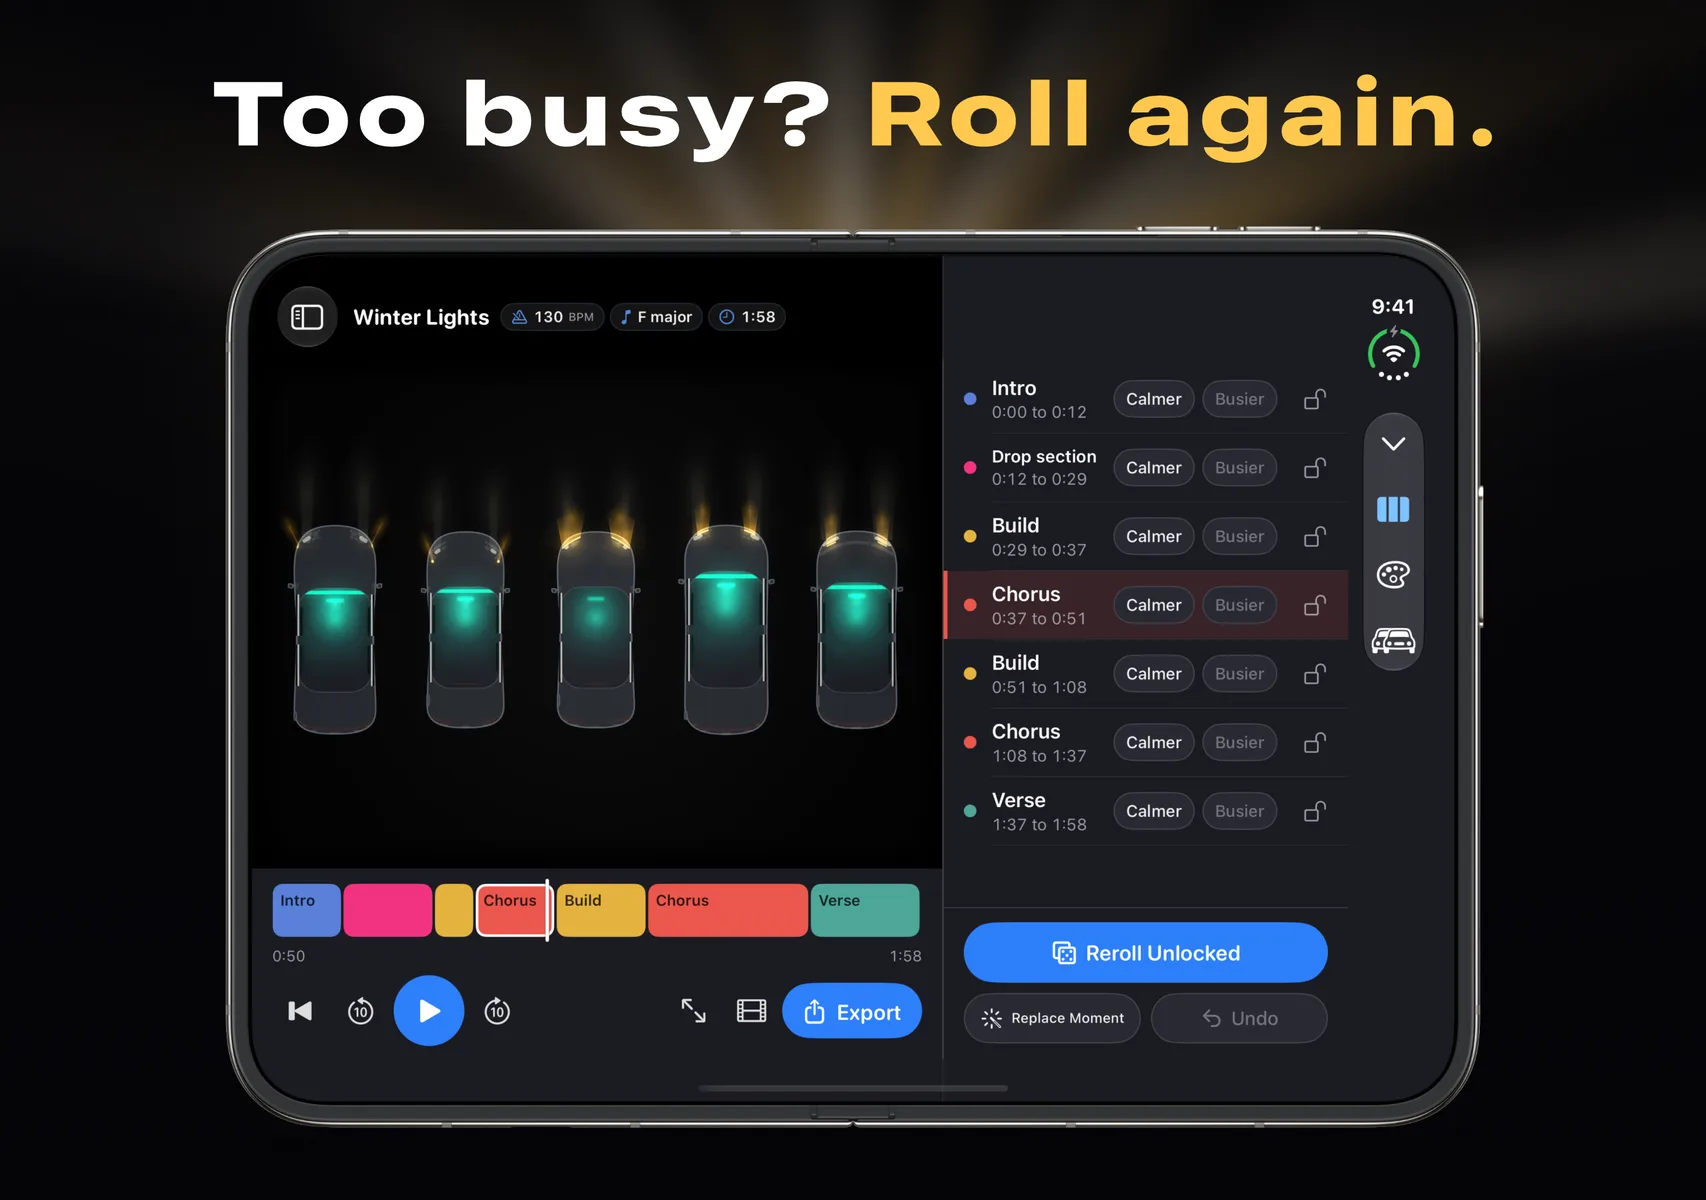 Too busy? Roll again.
Winter Lights
130 BPM
F major
1:58
9:41
Intro
0:00 to 0:12
Calmer
Busier
Drop section
0:12 to 0:29
Calmer
Busier
Build
0:29 to 0:37
Calmer
Busier
Chorus
0:37 to 0:51
Calmer
Busier
Build
0:51 to 1:08
Calmer
Busier
Chorus
1:08 to 1:37
Calmer
Busier
Verse
1:37 to 1:58
Calmer
Busier
Intro
Chorus
Build
Chorus
Verse
0:50
1:58
10
10
Export
Reroll Unlocked
Replace Moment
Undo